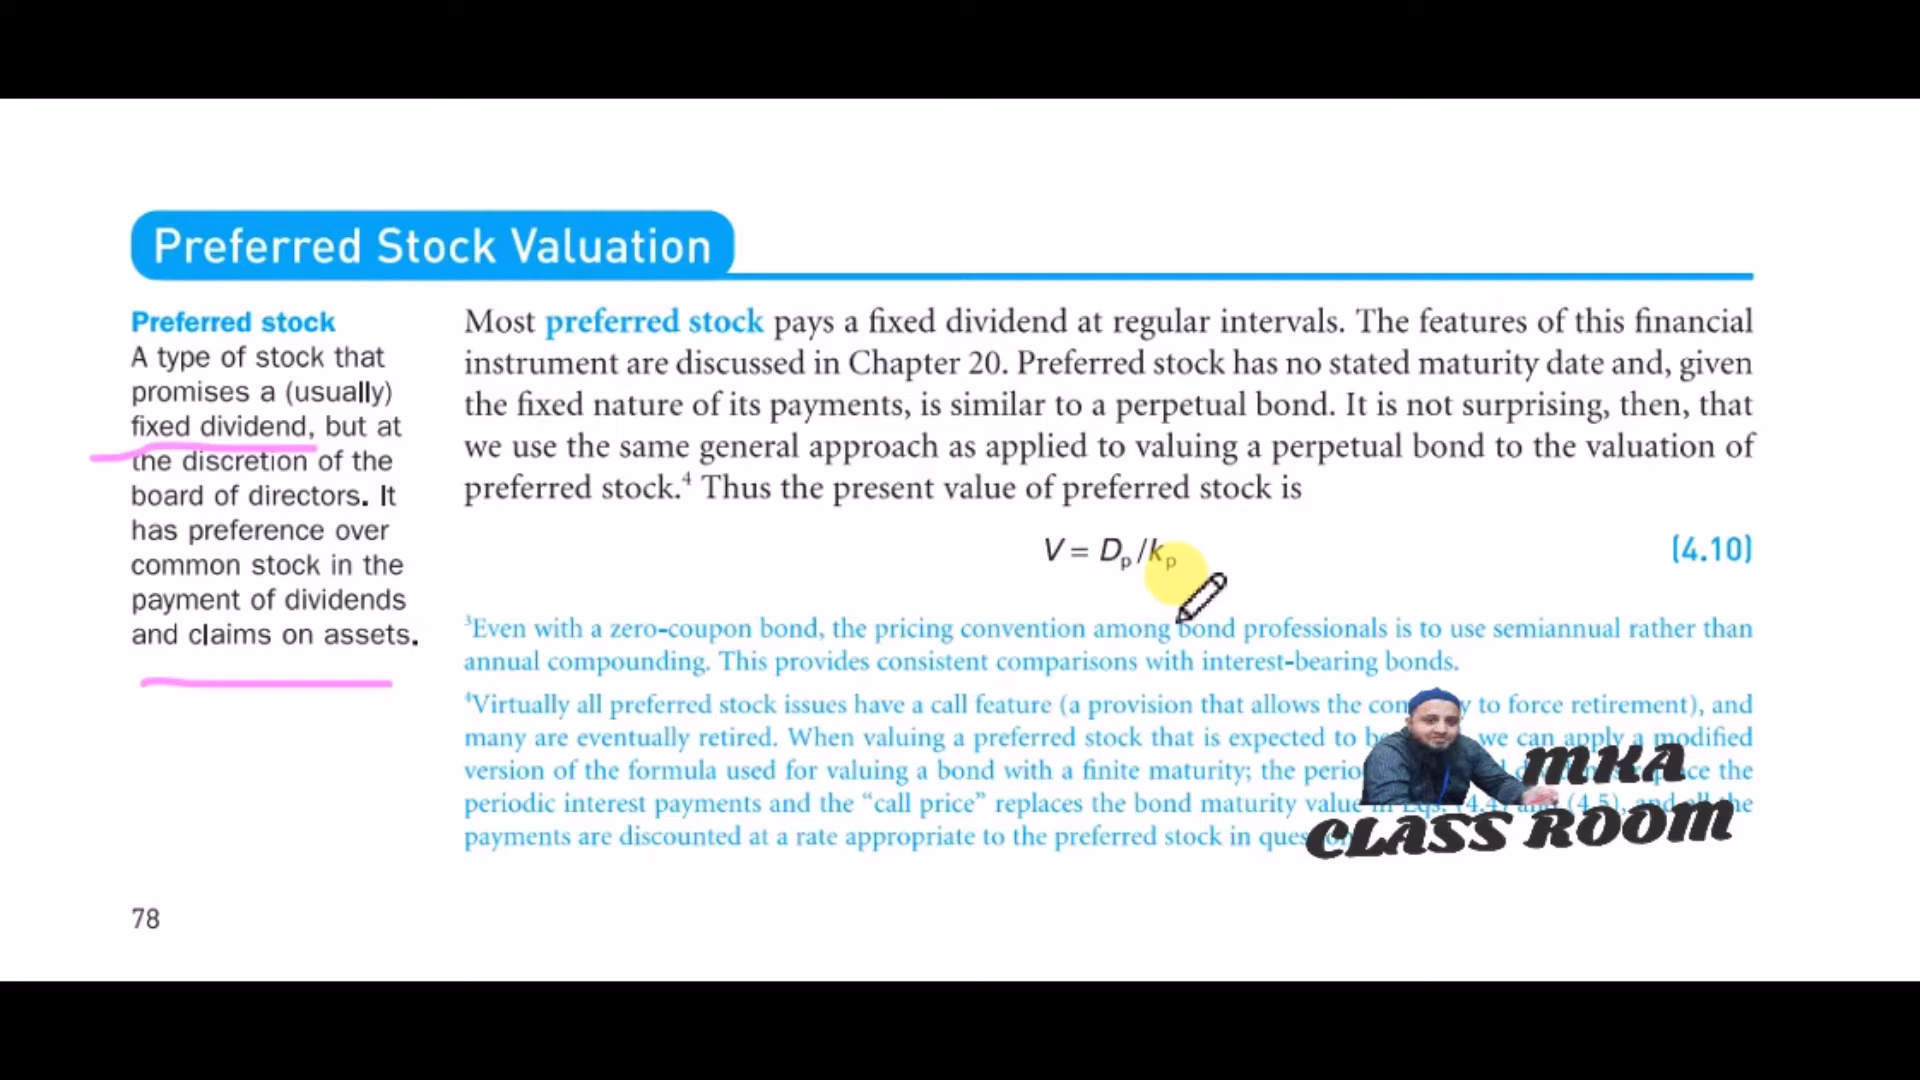 Preferred Stock Valuation
Preferred stock
A type of stock that
promises a (usually)
fixed dividend, but at
the discretion of the
board of directors. It
has preference over
common stock in the
payment of dividends
and claims on assets.
Most preferred stock pays a fixed dividend at regular intervals. The features of this financial
instrument are discussed in Chapter 20. Preferred stock has no stated maturity date and, given
the fixed nature of its payments, is similar to a perpetual bond. It is not surprising, then, that
we use the same general approach as applied to valuing a perpetual bond to the valuation of
preferred stock.⁴ Thus the present value of preferred stock is
V = Dₚ/kₚ (4.10)
³Even with a zero-coupon bond, the pricing convention among bond professionals is to use semiannual rather than
annual compounding. This provides consistent comparisons with interest-bearing bonds.
⁴Virtually all preferred stock issues have a call feature (a provision that allows the to force retirement), and
many are eventually retired. When valuing a preferred stock that is expected to we can apply a modified
version of the formula used for valuing a bond with a finite maturity; the the
periodic interest payments and the “call price” replaces the bond maturity value in Eqs. (4.4) and (4.5), and all the
payments are discounted at a rate appropriate to the preferred stock in
MKA
CLASS ROOM
78